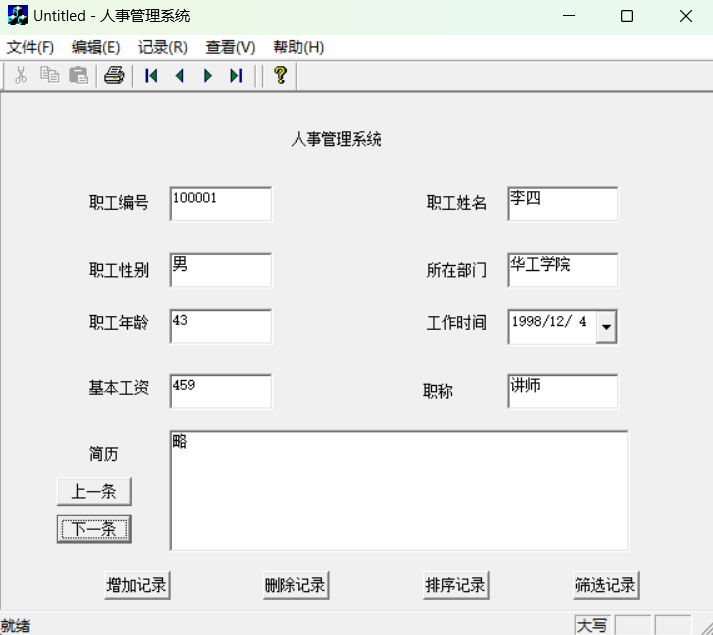 Untitled - 人事管理系统
文件(F) 编辑(E) 记录(R) 查看(V) 帮助(H)
人事管理系统
职工编号 100001 职工姓名 李四
职工性别 男 所在部门 华工学院
职工年龄 43 工作时间 1998/12/ 4
基本工资 459 职称 讲师
简历 略
上一条
下一条
增加记录 删除记录 排序记录 筛选记录
就绪 大写